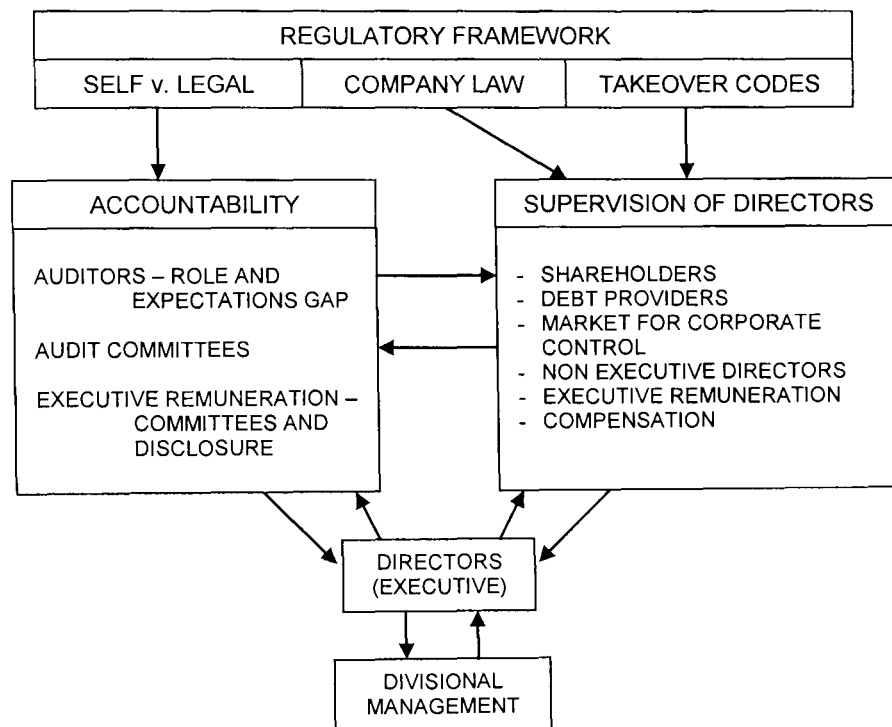 REGULATORY FRAMEWORK
SELF v. LEGAL
COMPANY LAW
TAKEOVER CODES
ACCOUNTABILITY
AUDITORS – ROLE AND
EXPECTATIONS GAP
AUDIT COMMITTEES
EXECUTIVE REMUNERATION –
COMMITTEES AND
DISCLOSURE
SUPERVISION OF DIRECTORS
- SHAREHOLDERS
- DEBT PROVIDERS
- MARKET FOR CORPORATE
CONTROL
- NON EXECUTIVE DIRECTORS
- EXECUTIVE REMUNERATION
- COMPENSATION
DIRECTORS
(EXECUTIVE)
DIVISIONAL
MANAGEMENT